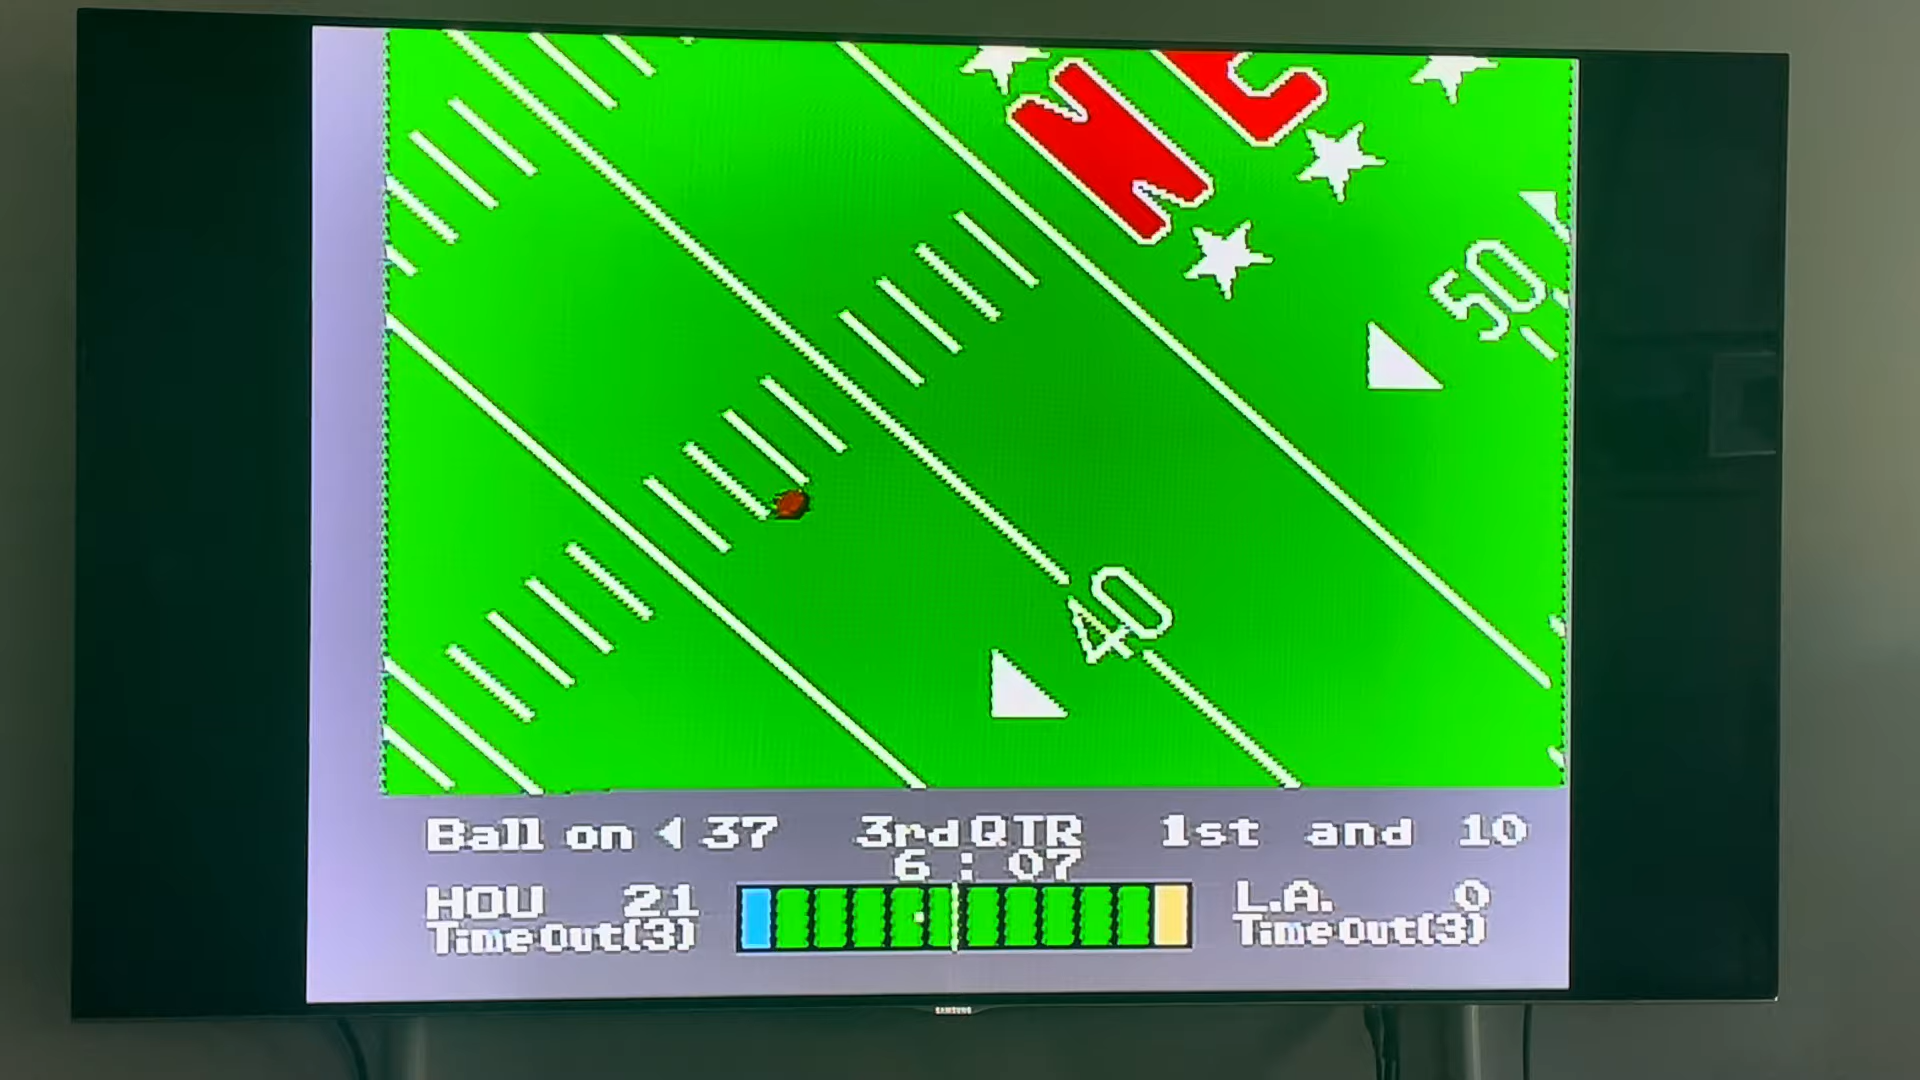 50
40
Ball on ◀ 37 3rd QTR 1st and 10
6 : 07
HOU 21 L.A. 0
Time Out(3) Time Out(3)
SAMSUNG